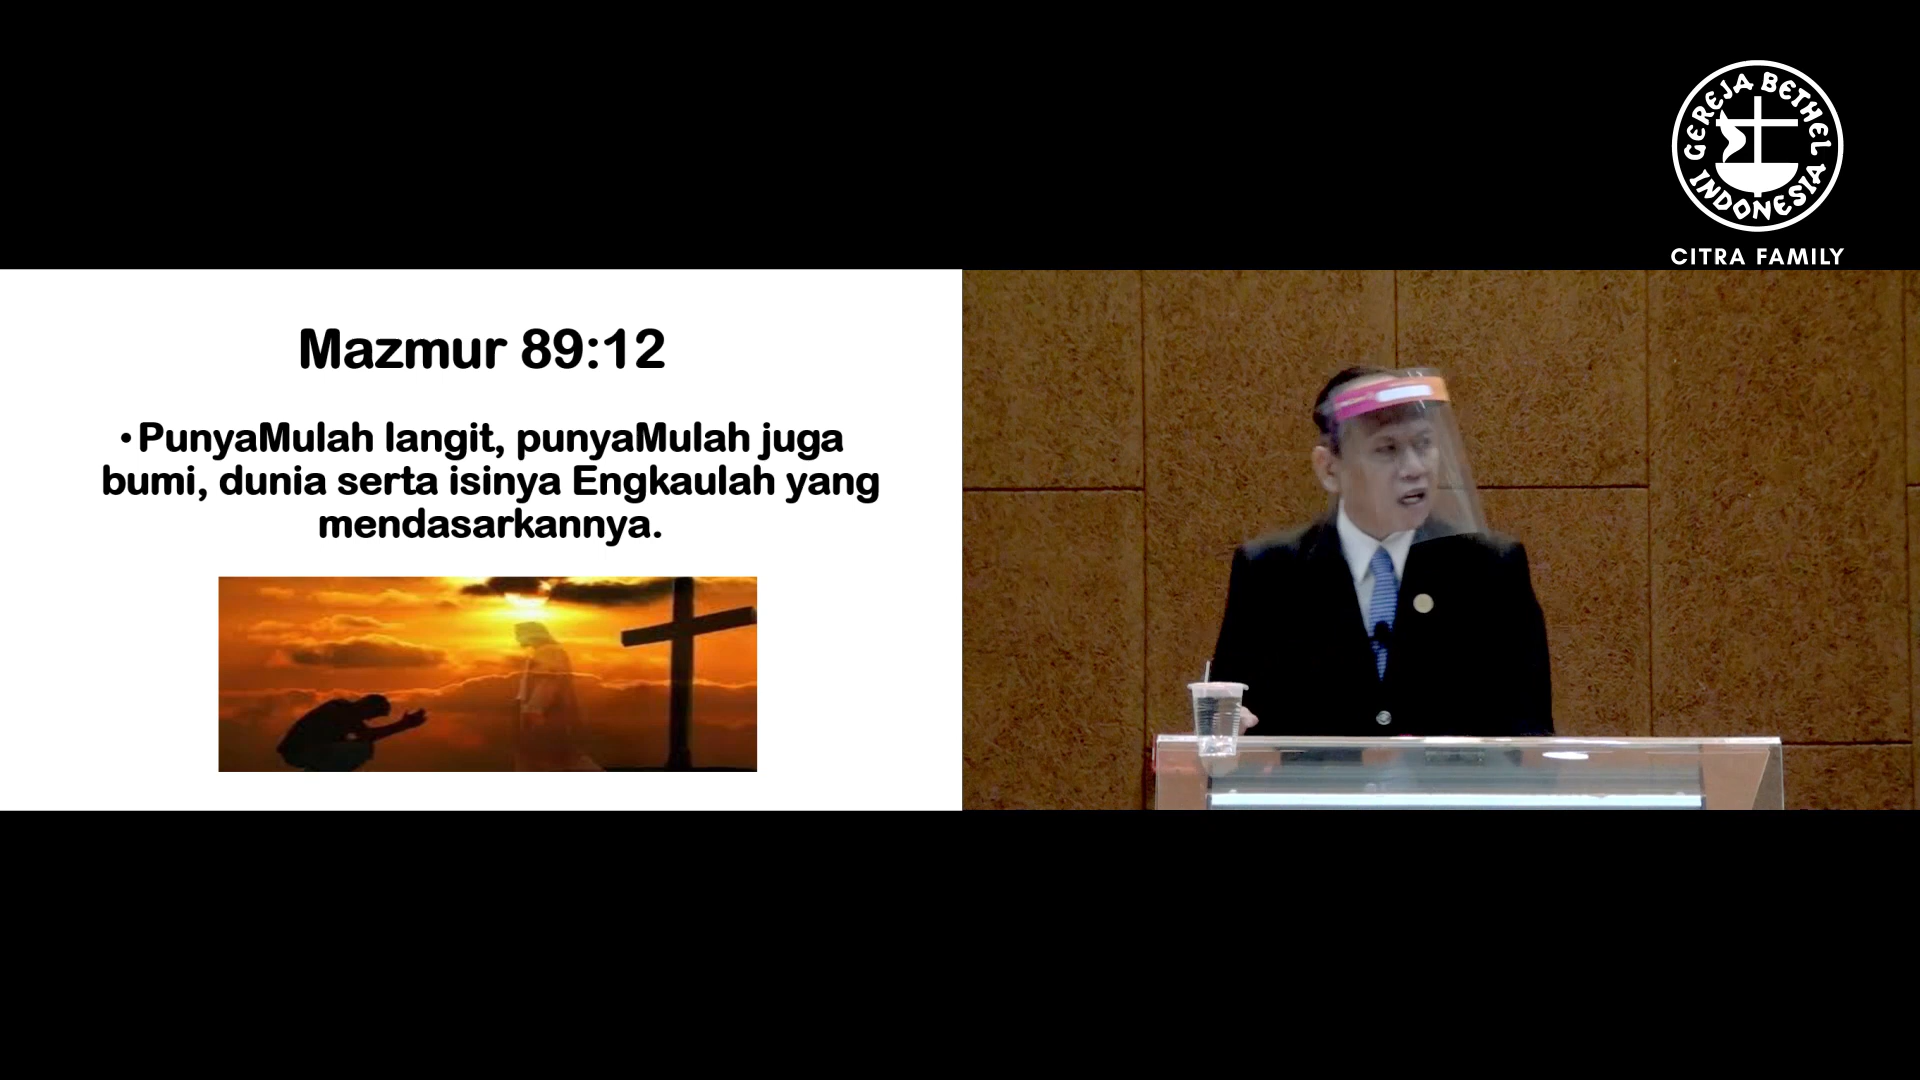 GEREJA BETHEL INDONESIA
CITRA FAMILY
Mazmur 89:12
• PunyaMulah langit, punyaMulah juga
bumi, dunia serta isinya Engkaulah yang
mendasarkannya.